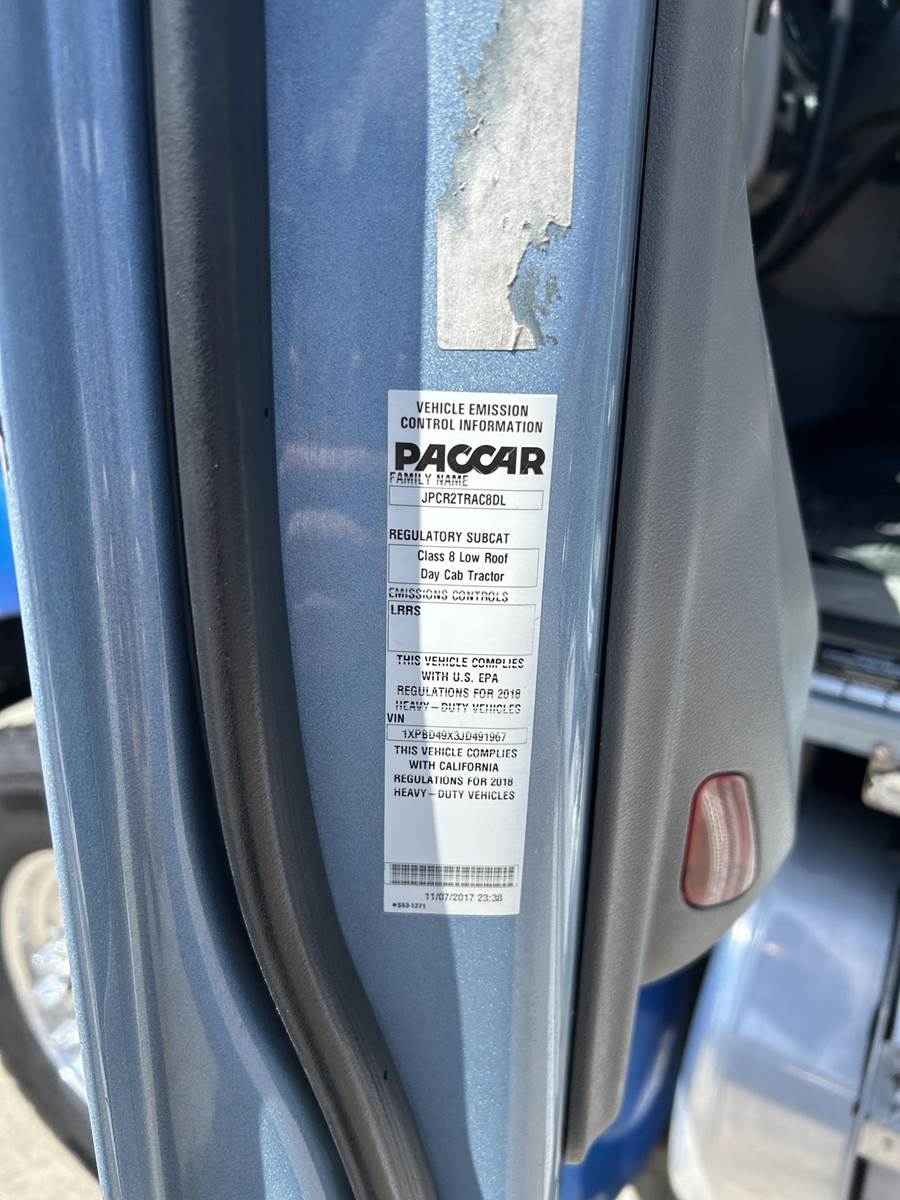 VEHICLE EMISSION
CONTROL INFORMATION
PACCAR
FAMILY NAME
JPCR2TRAC8DL
REGULATORY SUBCAT
Class 8 Low Roof
Day Cab Tractor
EMISSIONS CONTROLS
LRRS
THIS VEHICLE COMPLIES
WITH U.S. EPA
REGULATIONS FOR 2018
HEAVY-DUTY VEHICLES
VIN
1XPBD49X3JD491967
THIS VEHICLE COMPLIES
WITH CALIFORNIA
REGULATIONS FOR 2018
HEAVY-DUTY VEHICLES
11/07/2017 23:38
*S53-1271